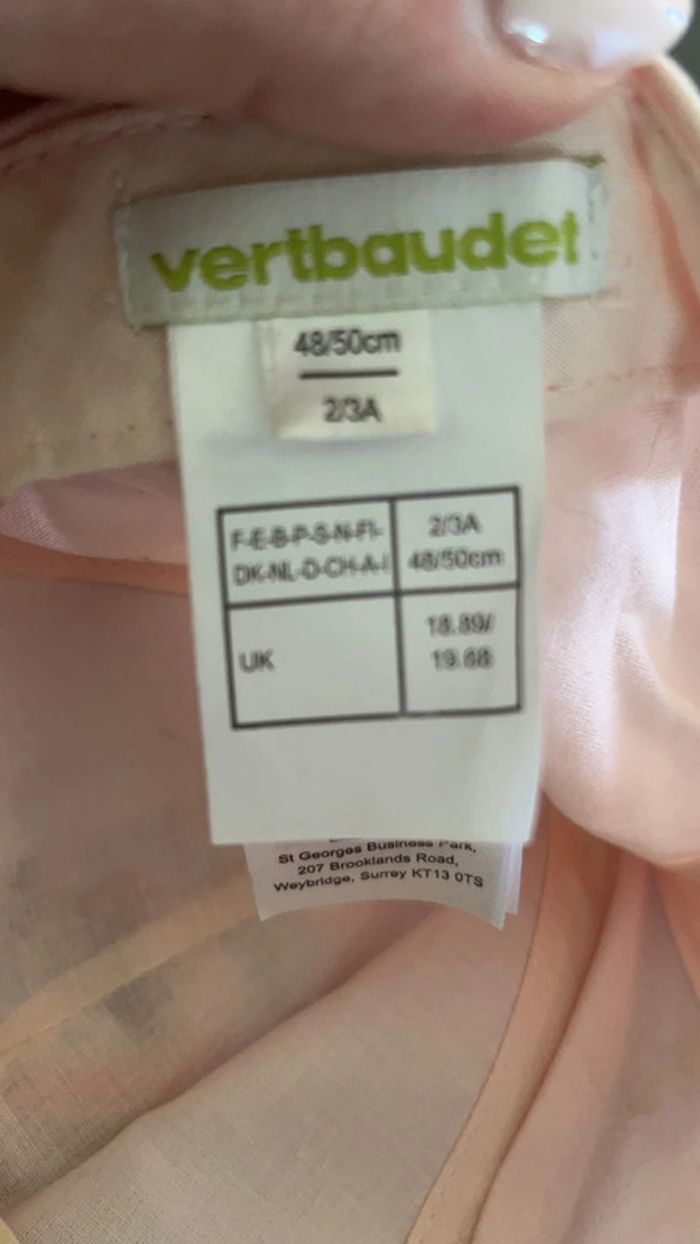 vertbaudet
48/50cm
2/3A
F-E-B-P-S-N-FI- 2/3A
DK-NL-D-CH-A-I 48/50cm
UK 18.89/
19.68
St Georges Business Park,
207 Brooklands Road,
Weybridge, Surrey KT13 0TS